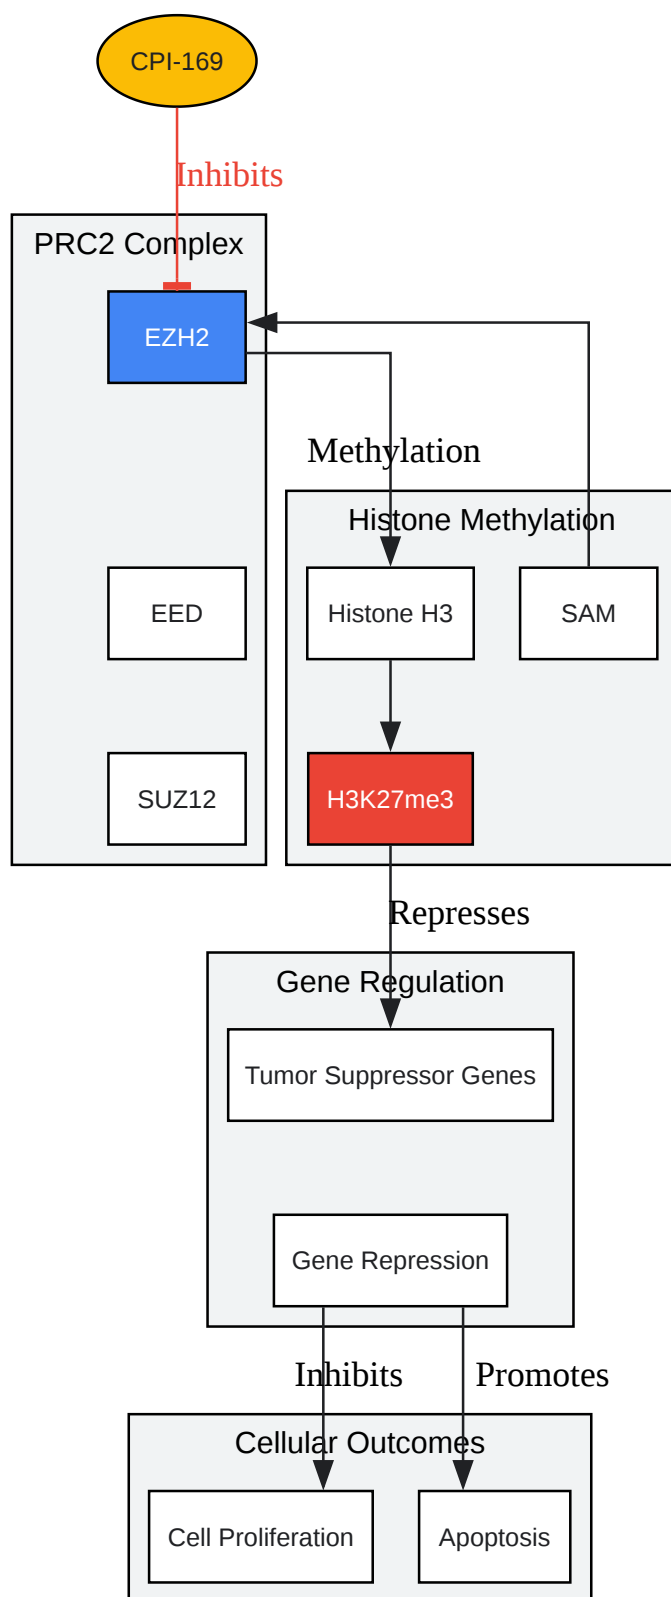 CPI-169
Inhibits
PRC2 Complex
EZH2
Methylation
Histone Methylation
EED
Histone H3
SAM
SUZ12
H3K27me3
Represses
Gene Regulation
Tumor Suppressor Genes
Gene Repression
Inhibits
Promotes
Cellular Outcomes
Cell Proliferation
Apoptosis